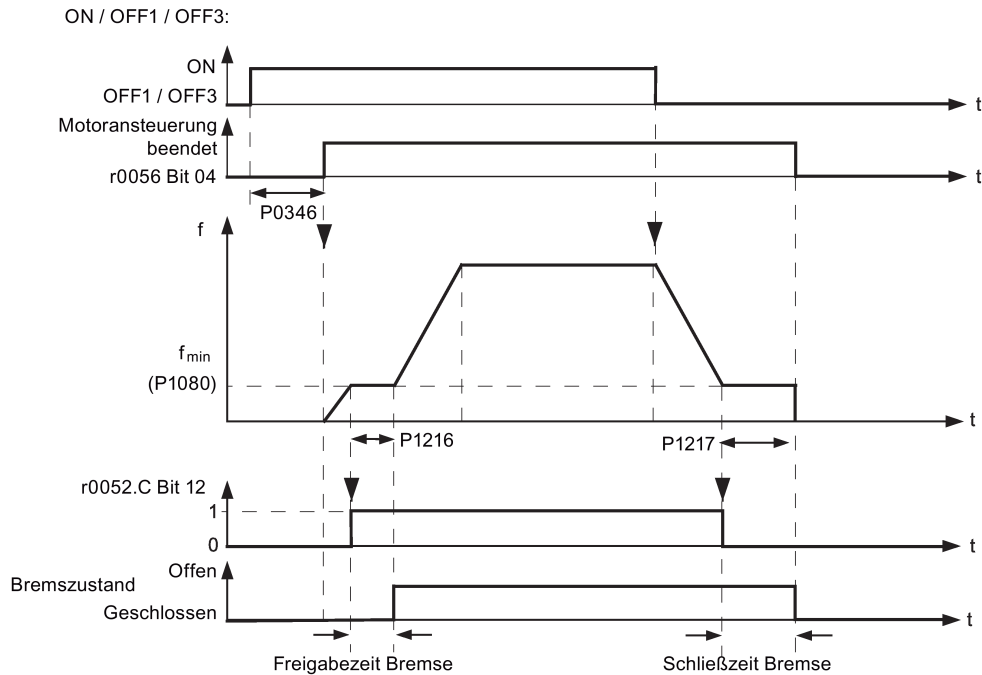 ON / OFF1 / OFF3:
ON
OFF1 / OFF3
t
Motoransteuerung
beendet
r0056 Bit 04
t
P0346
f
fmin
(P1080)
t
P1216
P1217
r0052.C Bit 12
1
0
t
Offen
Bremszustand
Geschlossen
t
Freigabezeit Bremse
Schließzeit Bremse